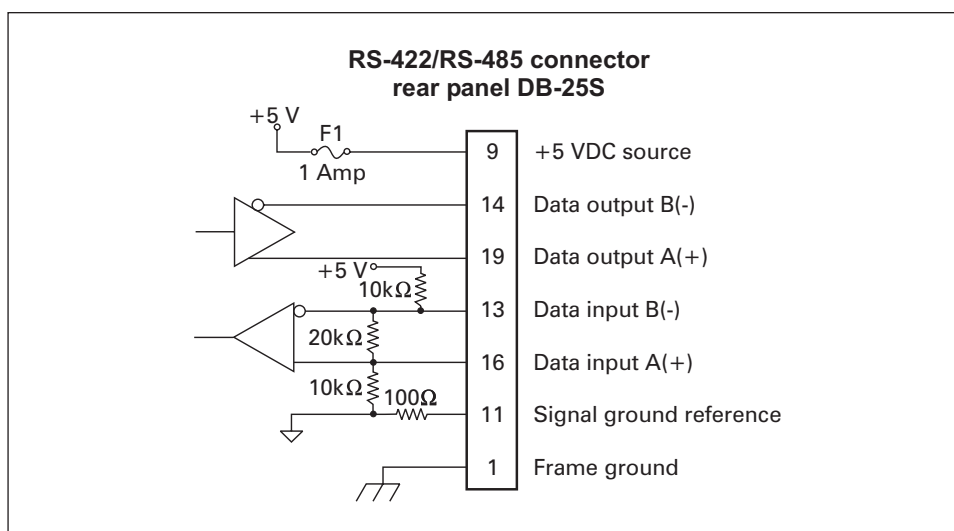 RS-422/RS-485 connector
rear panel DB-25S
+5 V
F1
1 Amp
9 +5 VDC source
14 Data output B(-)
19 Data output A(+)
+5 V
10kΩ
13 Data input B(-)
20kΩ
16 Data input A(+)
10kΩ
100Ω
11 Signal ground reference
1 Frame ground